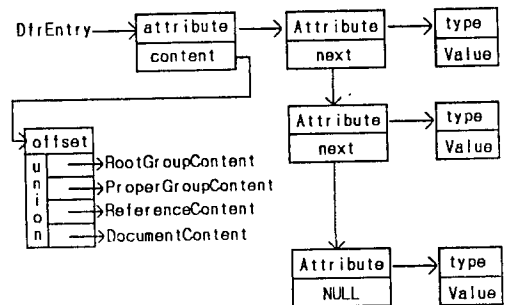 DfrEntry
attribute
content
Attribute
next
type
Value
Attribute
next
type
Value
offset
union
RootGroupContent
ProperGroupContent
ReferenceContent
DocumentContent
Attribute
NULL
type
Value